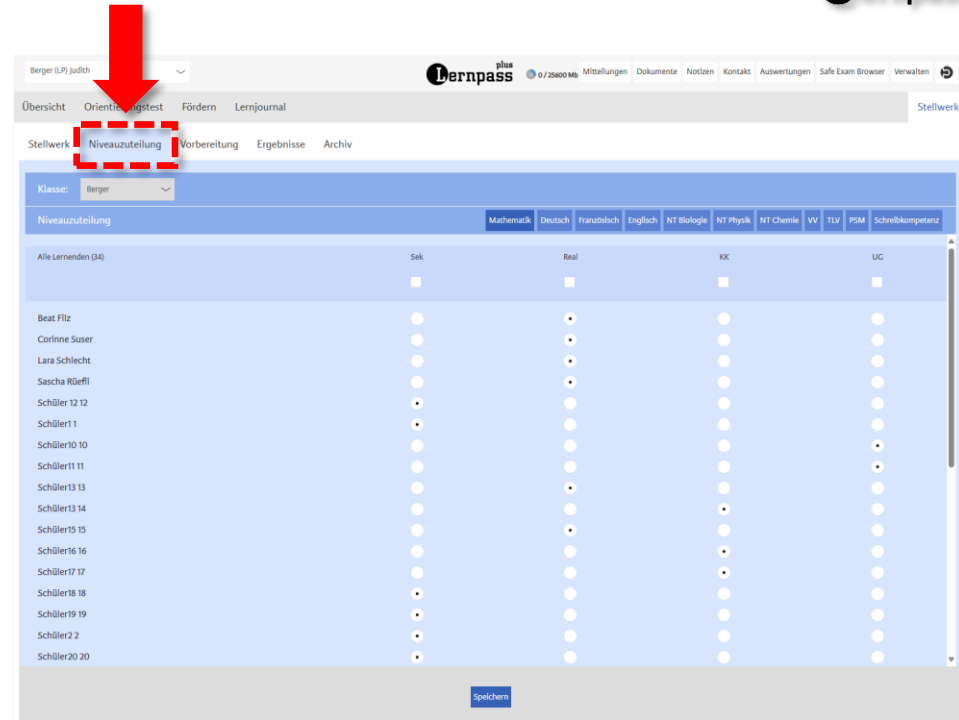 Berger (LP) Judith
Lernpass plus
0 / 25600 Mb Mitteilungen Dokumente Notizen Kontakt Auswertungen Safe Exam Browser Verwalten
Übersicht Fördern Lernjournal Stellwerk
Stellwerk Niveauzuteilung Vorbereitung Ergebnisse Archiv
Klasse: Berger
Niveauzuteilung Mathematik Deutsch Französisch Englisch NT Biologie NT Physik NT Chemie VV TLV PSM Schreibkompetenz
Alle Lernenden (34) Sek Real KK UG
Beat Filz
Corinne Suser
Lara Schlecht
Sascha Rüefli
Schüler 12 12
Schüler1 1
Schüler10 10
Schüler11 11
Schüler13 13
Schüler13 14
Schüler15 15
Schüler16 16
Schüler17 17
Schüler18 18
Schüler19 19
Schüler2 2
Schüler20 20
Speichern